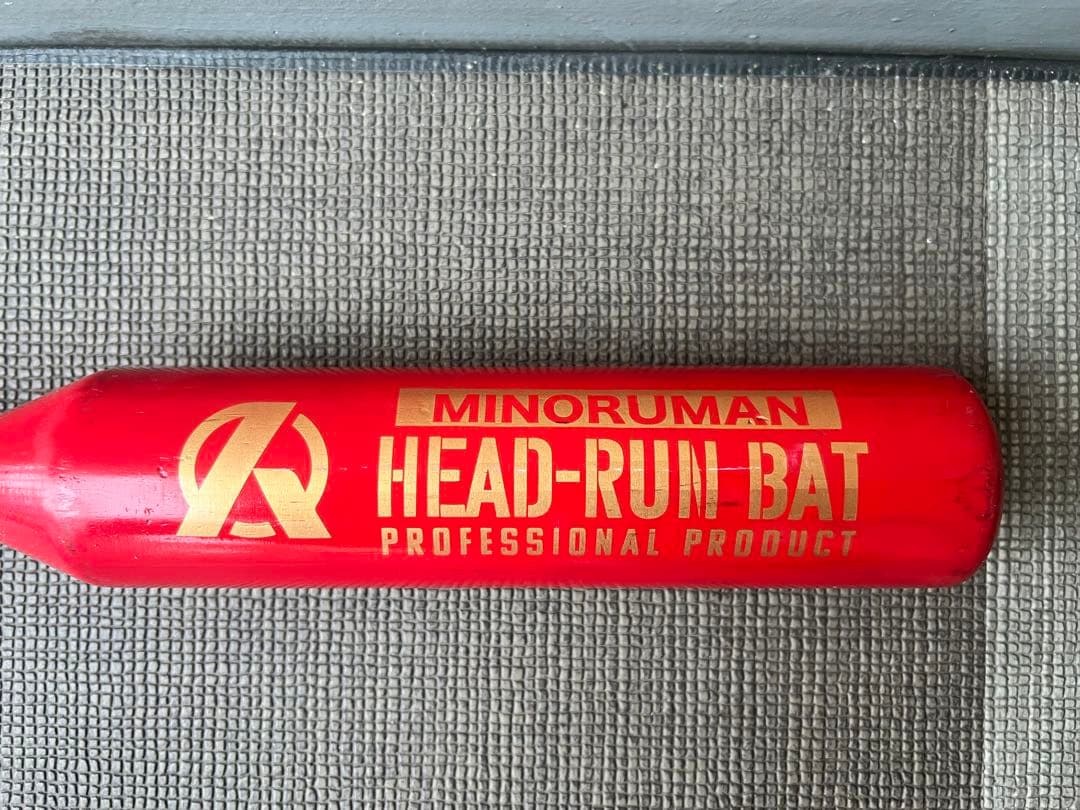 MINORUMAN
HEAD-RUN BAT
PROFESSIONAL PRODUCT